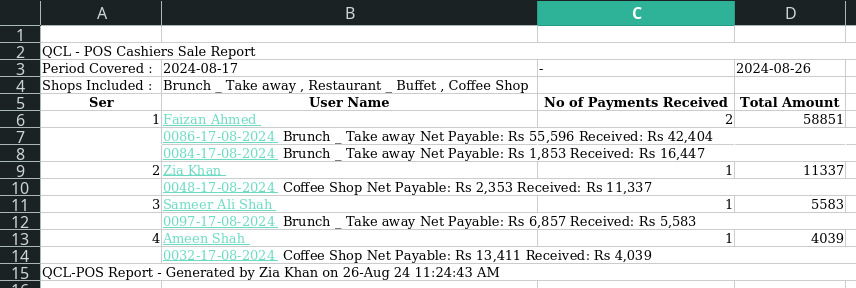 A B C D
1
2 QCL - POS Cashiers Sale Report
3 Period Covered : 2024-08-17 - 2024-08-26
4 Shops Included : Brunch _ Take away , Restaurant _ Buffet , Coffee Shop
5 Ser User Name No of Payments Received Total Amount
6 1 Faizan Ahmed 2 58851
7 0086-17-08-2024 Brunch _ Take away Net Payable: Rs 55,596 Received: Rs 42,404
8 0084-17-08-2024 Brunch _ Take away Net Payable: Rs 1,853 Received: Rs 16,447
9 2 Zia Khan 1 11337
10 0048-17-08-2024 Coffee Shop Net Payable: Rs 2,353 Received: Rs 11,337
11 3 Sameer Ali Shah 1 5583
12 0097-17-08-2024 Brunch _ Take away Net Payable: Rs 6,857 Received: Rs 5,583
13 4 Ameen Shah 1 4039
14 0032-17-08-2024 Coffee Shop Net Payable: Rs 13,411 Received: Rs 4,039
15 QCL-POS Report - Generated by Zia Khan on 26-Aug 24 11:24:43 AM